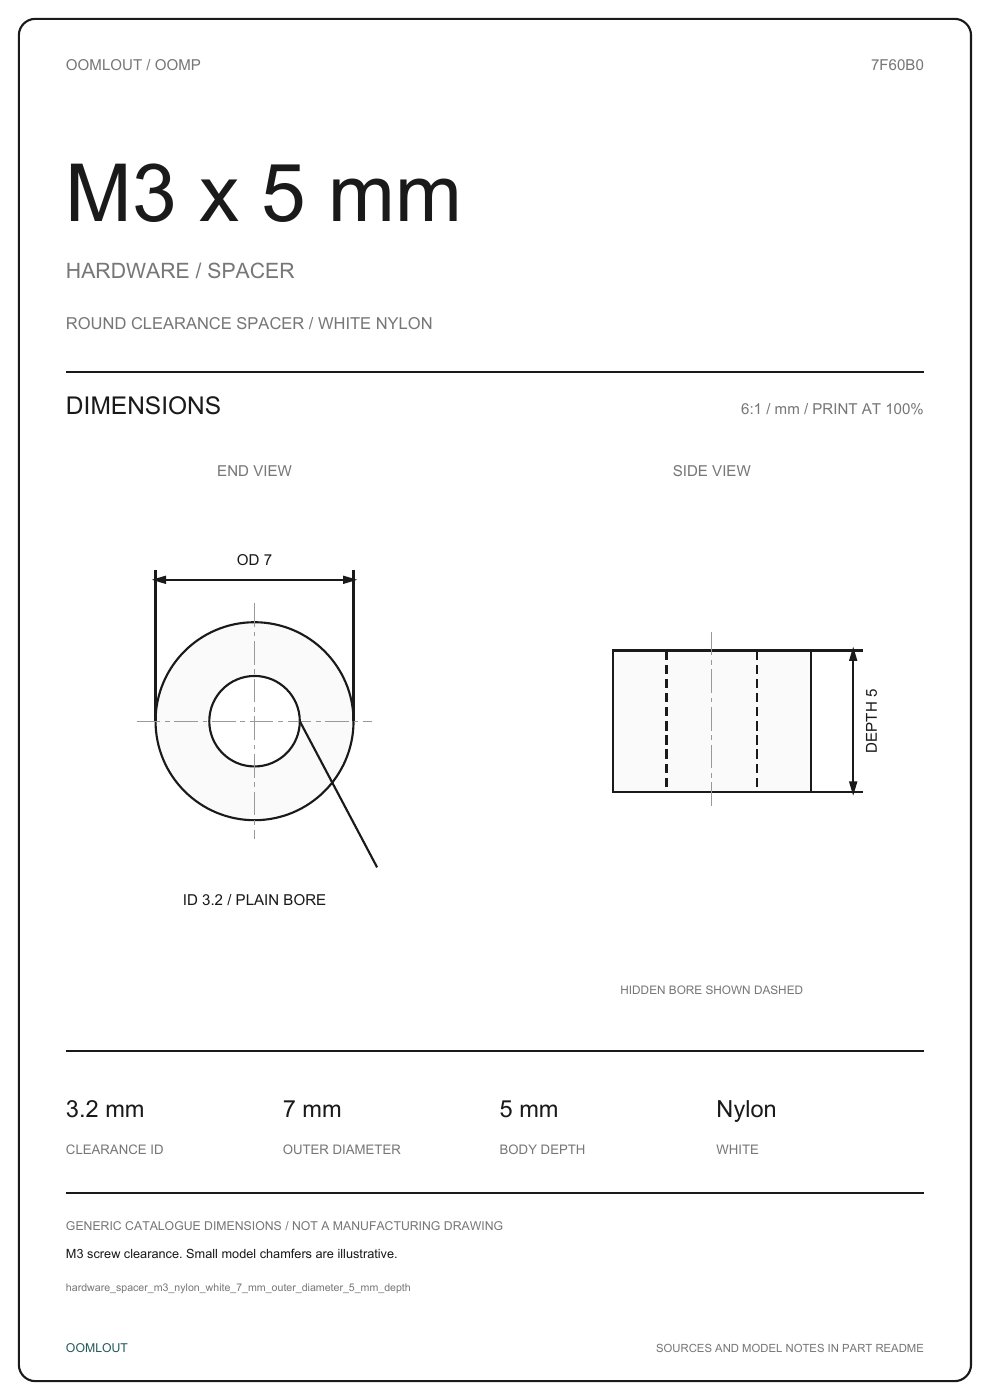 OOMLOUT / OOMP
7F60B0
M3 x 5 mm
HARDWARE / SPACER
ROUND CLEARANCE SPACER / WHITE NYLON
DIMENSIONS
6:1 / mm / PRINT AT 100%
END VIEW
SIDE VIEW
OD 7
DEPTH 5
ID 3.2 / PLAIN BORE
HIDDEN BORE SHOWN DASHED
3.2 mm
7 mm
5 mm
Nylon
CLEARANCE ID
OUTER DIAMETER
BODY DEPTH
WHITE
GENERIC CATALOGUE DIMENSIONS / NOT A MANUFACTURING DRAWING
M3 screw clearance. Small model chamfers are illustrative.
hardware_spacer_m3_nylon_white_7_mm_outer_diameter_5_mm_depth
OOMLOUT
SOURCES AND MODEL NOTES IN PART README